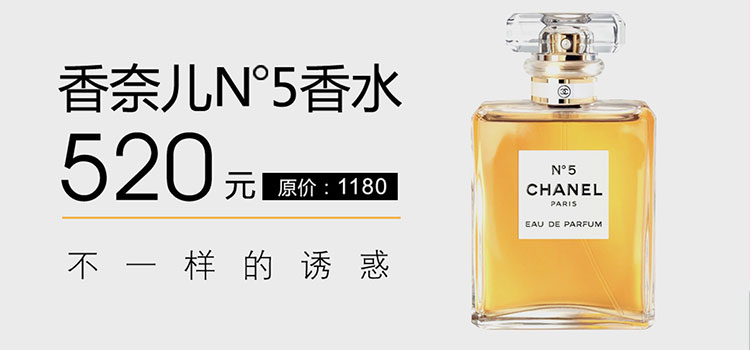 香奈儿N°5香水
520元 原价：1180
不一样的诱惑
N°5
CHANEL
PARIS
EAU DE PARFUM